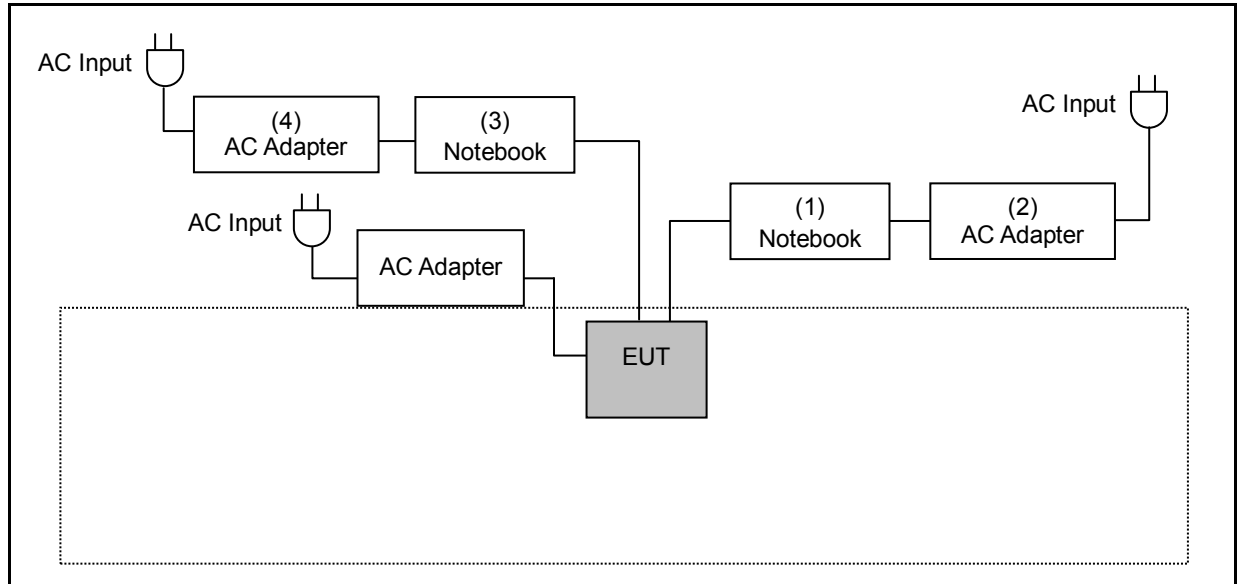 AC Input
(4)
AC Adapter
(3)
Notebook
AC Input
(1)
Notebook
(2)
AC Adapter
AC Input
AC Adapter
EUT